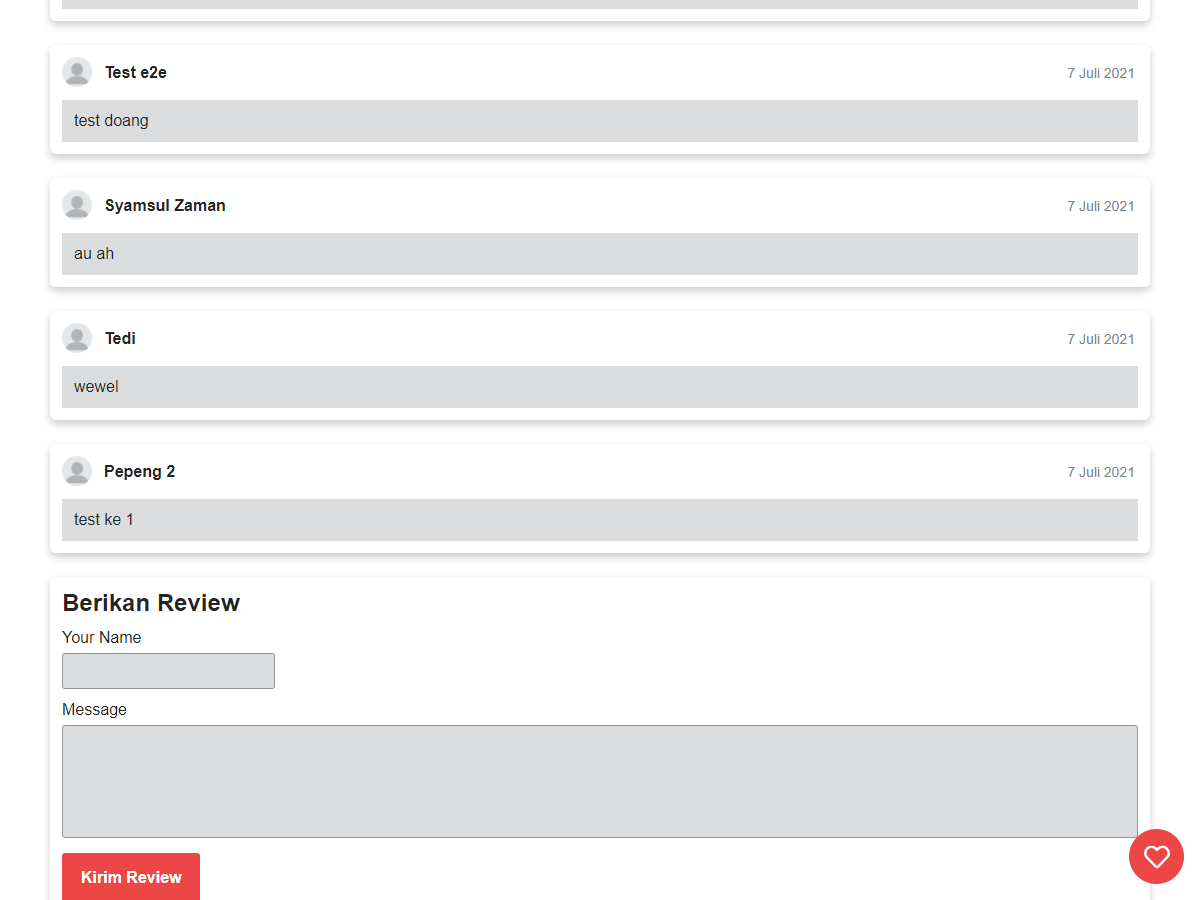 Test e2e
7 Juli 2021
test doang
Syamsul Zaman
7 Juli 2021
au ah
Tedi
7 Juli 2021
wewel
Pepeng 2
7 Juli 2021
test ke 1
Berikan Review
Your Name
Message
Kirim Review